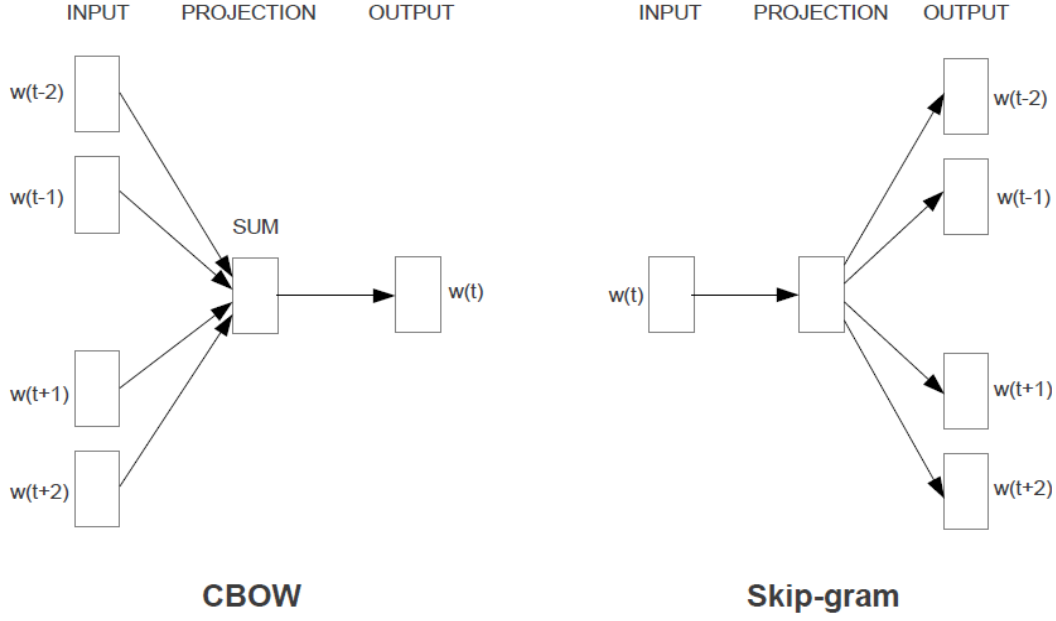 INPUT PROJECTION OUTPUT
w(t-2)
w(t-1)
SUM
w(t)
w(t+1)
w(t+2)
CBOW
INPUT PROJECTION OUTPUT
w(t-2)
w(t-1)
w(t)
w(t+1)
w(t+2)
Skip-gram